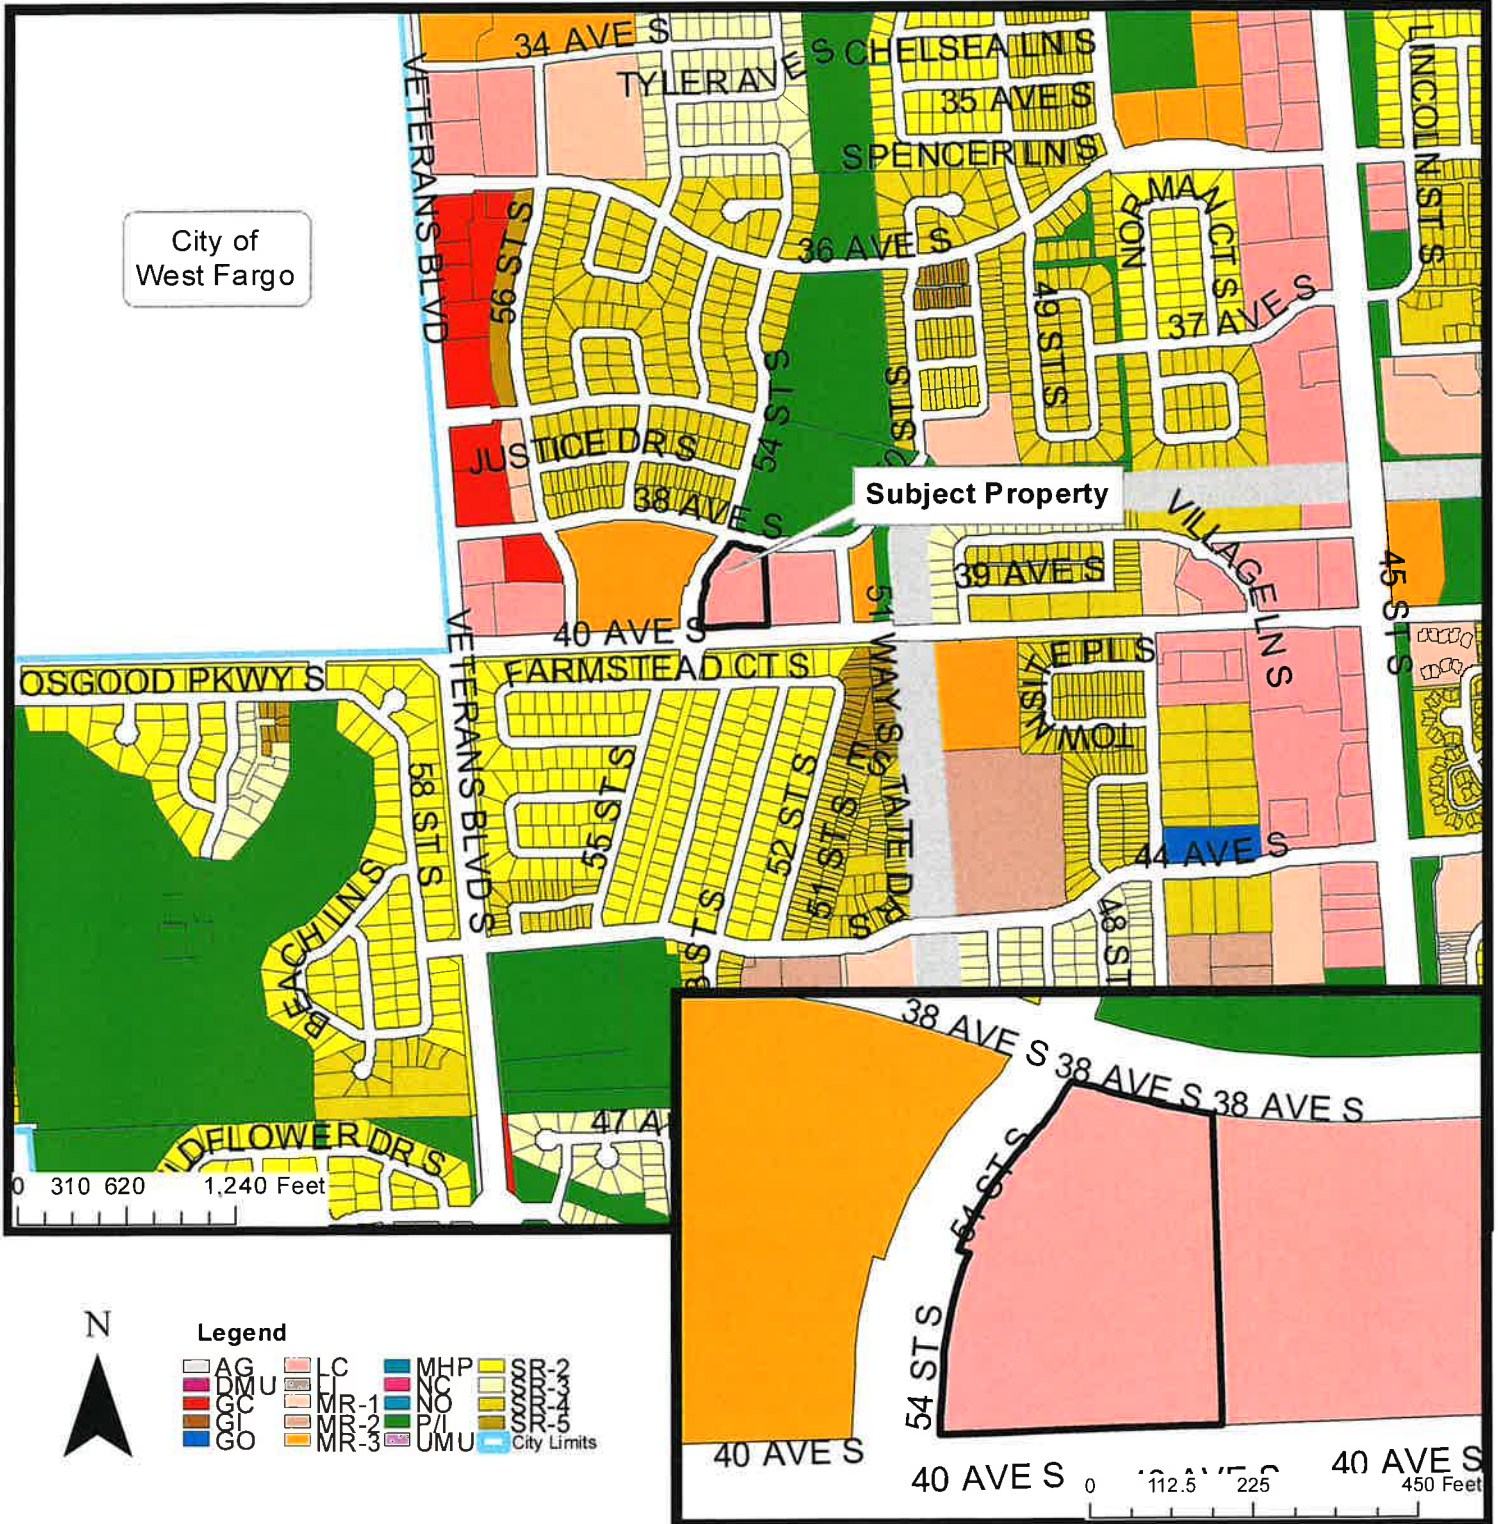 34 AVE S
TYLER AVE S
CHELSEA LN S
35 AVE S
SPENCER LN S
LINCOLN ST S
VETERANS BLVD
City of
West Fargo
56 ST S
36 AVE S
NORMAN CT S
49 ST S
37 AVE S
54 ST S
JUSTICE DR S
38 AVE S
Subject Property
VILLAGE LN S
39 AVE S
45 ST S
40 AVE S
51 WAY S
OSGOOD PKWY S
FARMSTEAD CT S
VETERANS BLVD S
E PL S
TOWNSITE
58 ST S
55 ST S
52 ST S
51 ST S
ESTATE DR S
44 AVE S
48 ST
BEACH LN S
47 A
LDFLOWER DR S
0 310 620 1,240 Feet
38 AVE S
38 AVE S
38 AVE S
54 ST S
54 ST S
40 AVE S
40 AVE S
40 AVE S
0 112.5 225 450 Feet
N
Legend
AG LC MHP SR-2
DMU LI NC SR-3
GC MR-1 NO SR-4
GI MR-2 P/I SR-5
GO MR-3 UMU City Limits